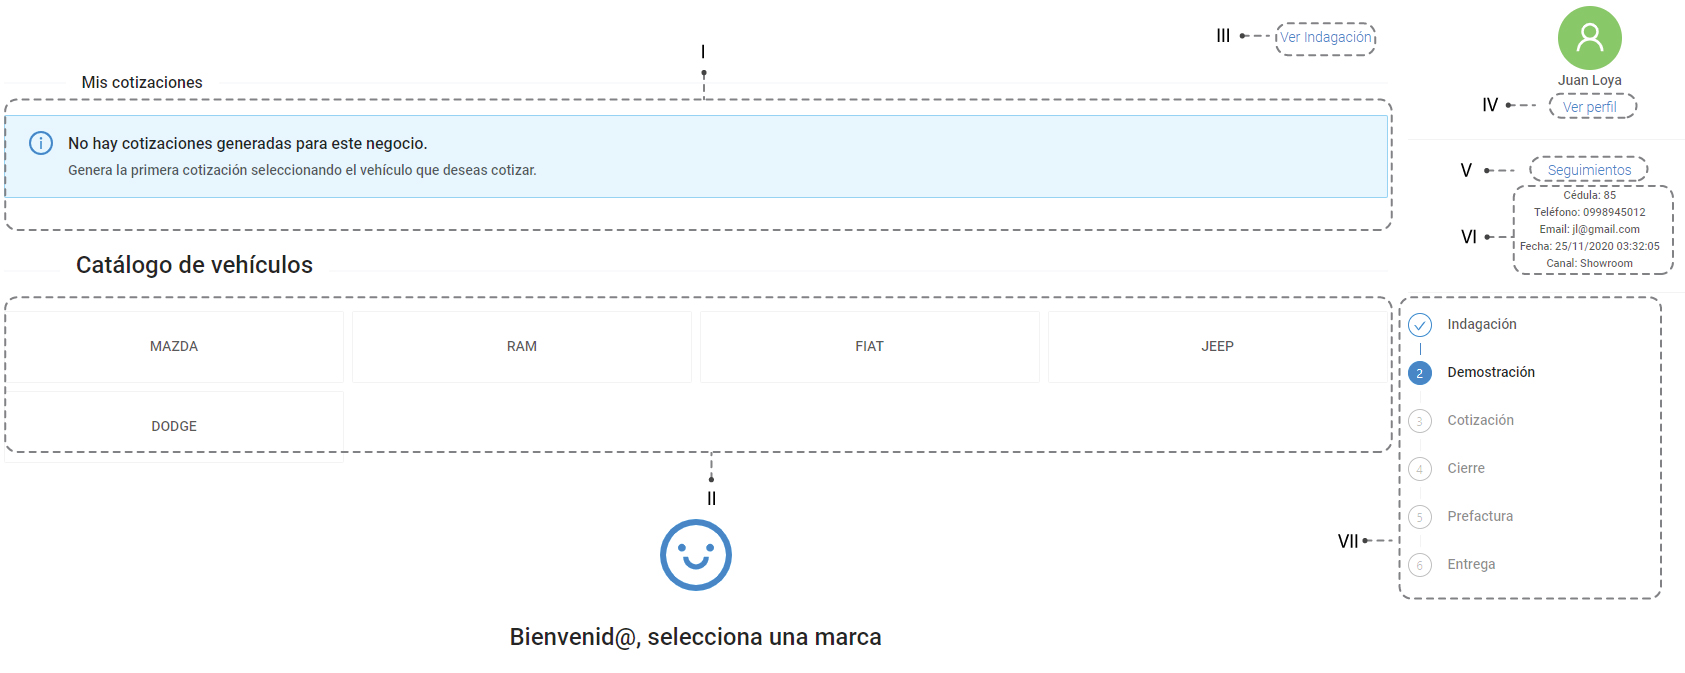 III
Ver Indagación
I
Mis cotizaciones
No hay cotizaciones generadas para este negocio.
Genera la primera cotización seleccionando el vehículo que deseas cotizar.
Catálogo de vehículos
MAZDA
RAM
FIAT
JEEP
DODGE
II
Bienvenid@, selecciona una marca
Juan Loya
IV
Ver perfil
V
Seguimientos
VI
Cédula: 85
Teléfono: 0998945012
Email: jl@gmail.com
Fecha: 25/11/2020 03:32:05
Canal: Showroom
Indagación
2 Demostración
3 Cotización
4 Cierre
5 Prefactura
VII
6 Entrega